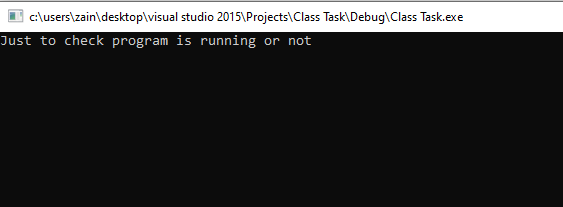 c:\users\zain\desktop\visual studio 2015\Projects\Class Task\Debug\Class Task.exe
Just to check program is running or not